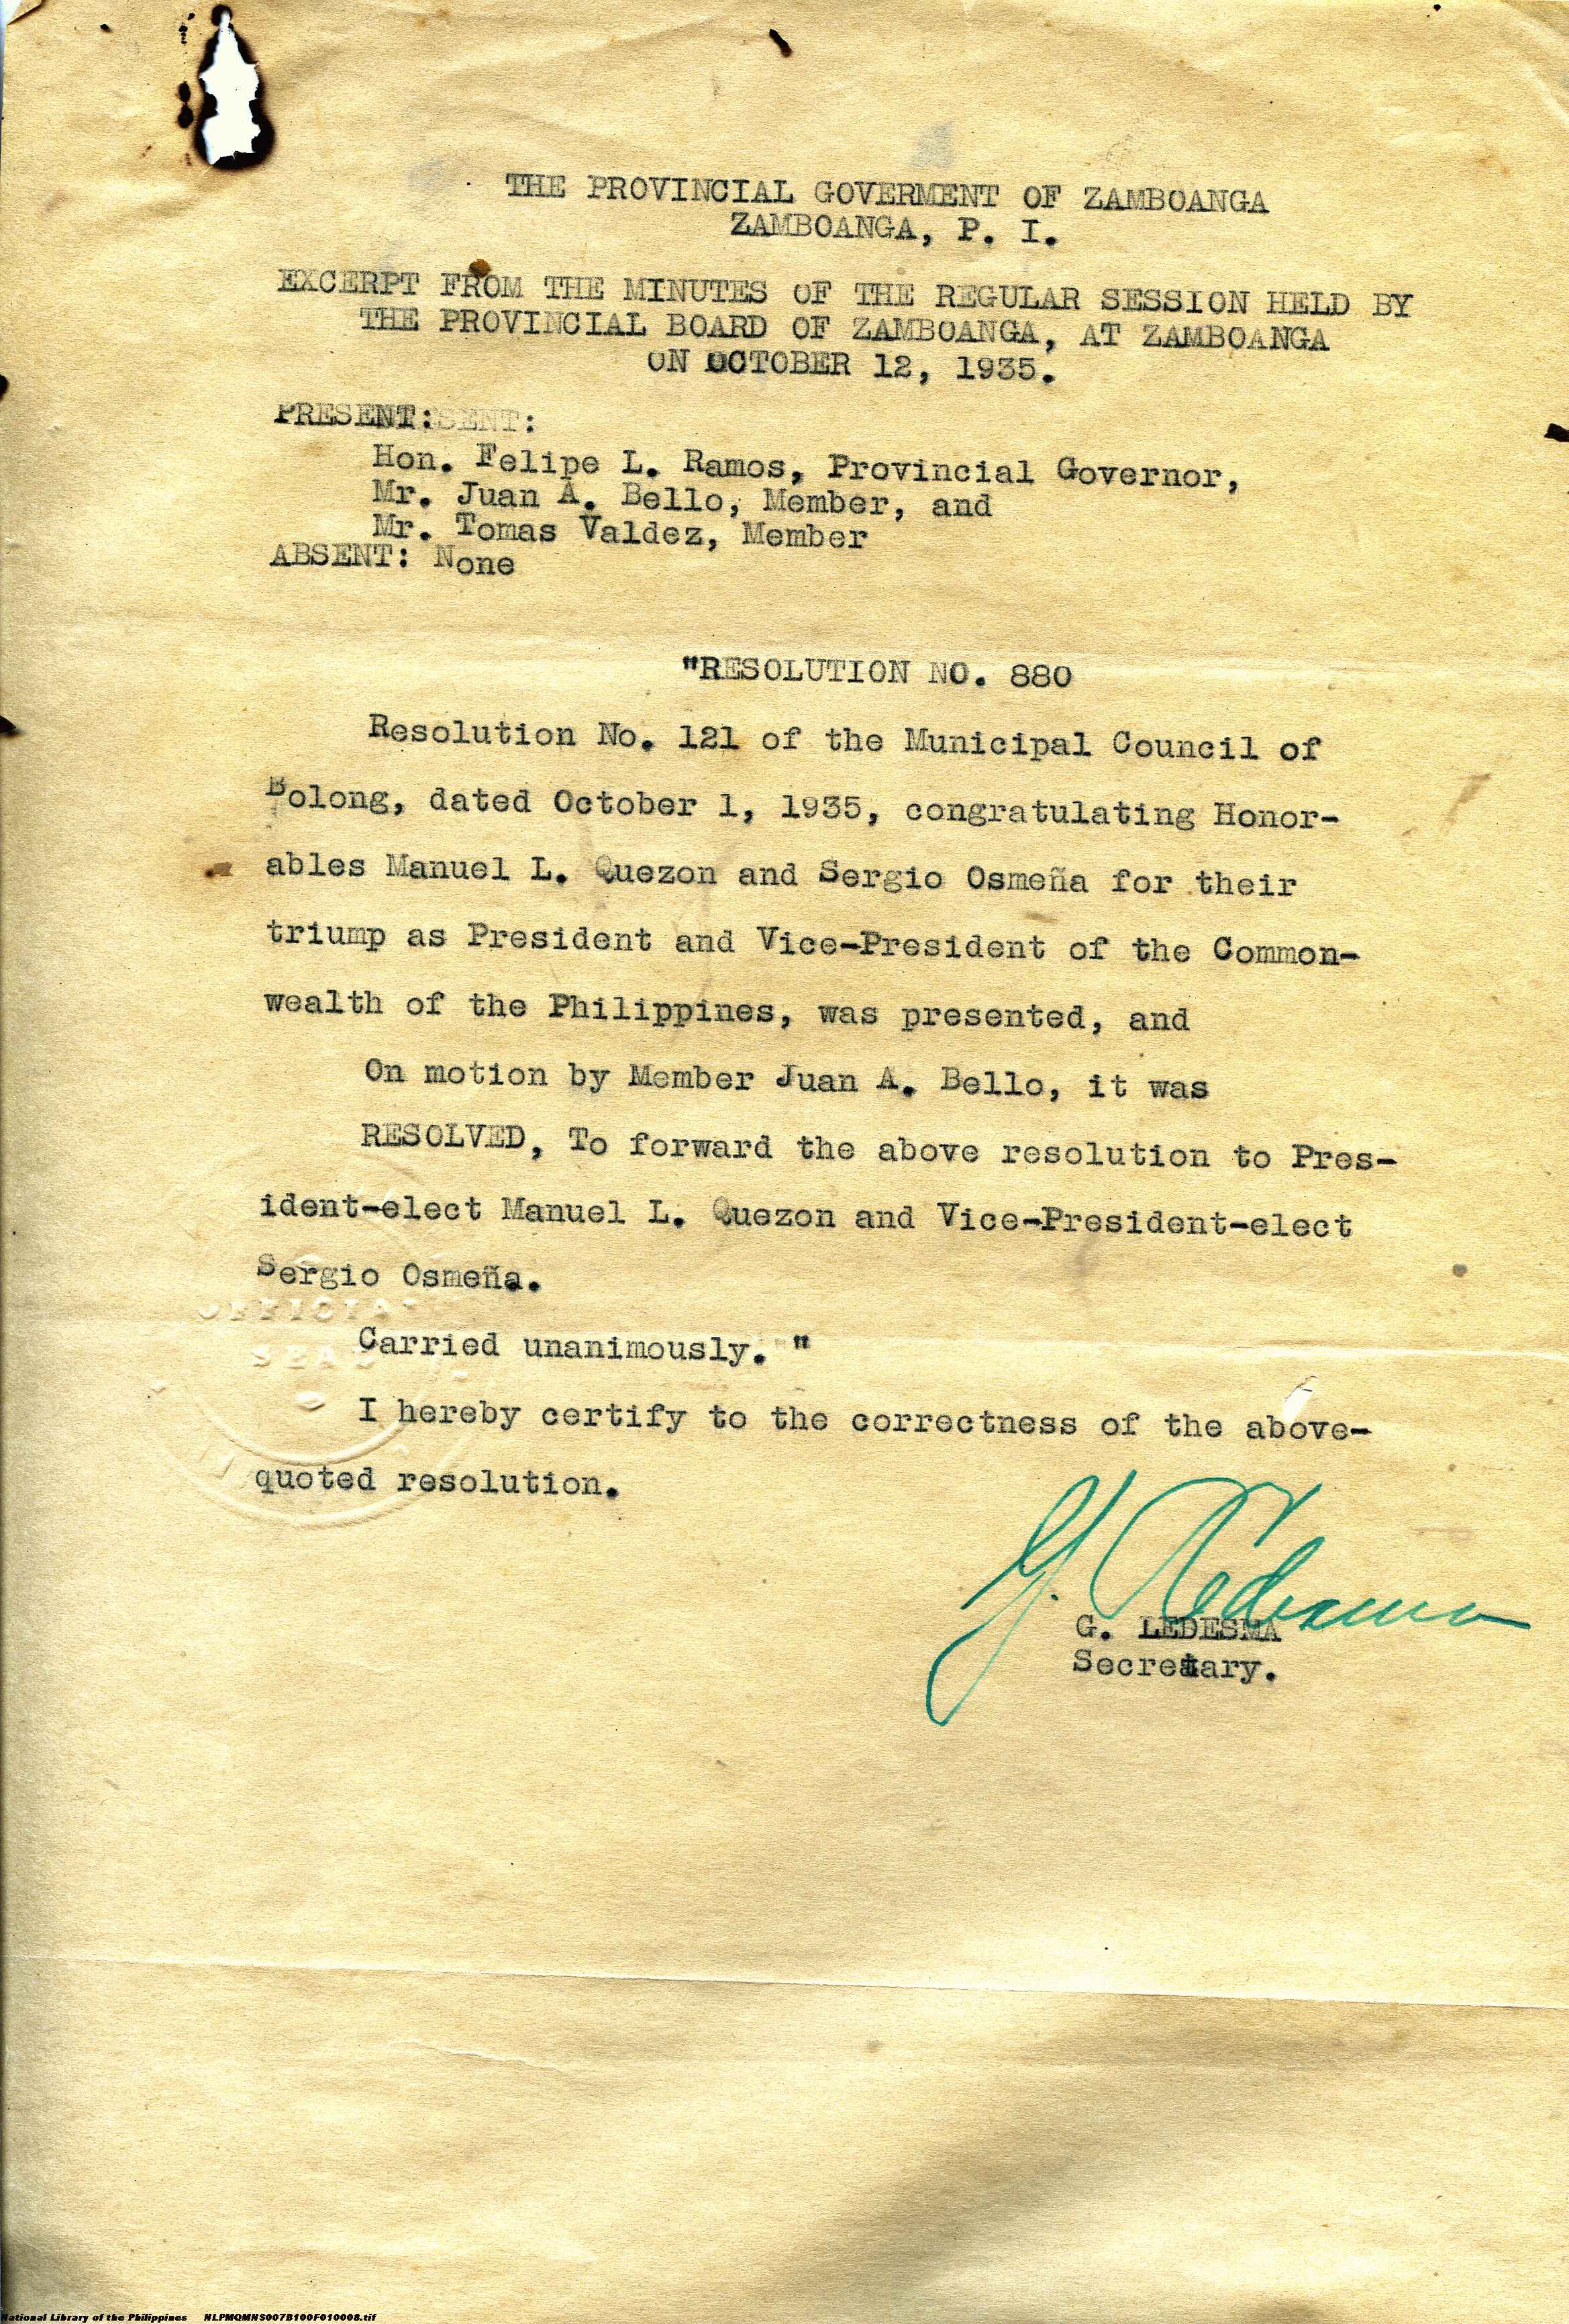 THE PROVINCIAL GOVERMENT OF ZAMBOANGA
ZAMBOANGA, P. I.
EXCERPT FROM THE MINUTES OF THE REGULAR SESSION HELD BY
THE PROVINCIAL BOARD OF ZAMBOANGA, AT ZAMBOANGA
ON OCTOBER 12, 1935.
PRESENT:SENT:
Hon. Felipe L. Ramos, Provincial Governor,
Mr. Juan A. Bello, Member, and
Mr. Tomas Valdez, Member
ABSENT: None
"RESOLUTION NO. 880
Resolution No. 121 of the Municipal Council of
Bolong, dated October 1, 1935, congratulating Honor-
ables Manuel L. Quezon and Sergio Osmeña for their
triump as President and Vice-President of the Common-
wealth of the Philippines, was presented, and
On motion by Member Juan A. Bello, it was
RESOLVED, To forward the above resolution to Pres-
ident-elect Manuel L. Quezon and Vice-President-elect
Sergio Osmeña.
OFFICIAL
Carried unanimously. "
SEAL
I hereby certify to the correctness of the above-
quoted resolution.
G. Ledesma
G. LEDESMA
Secretary.
National Library of the Philippines NLPMQMNS007B100F010008.tif